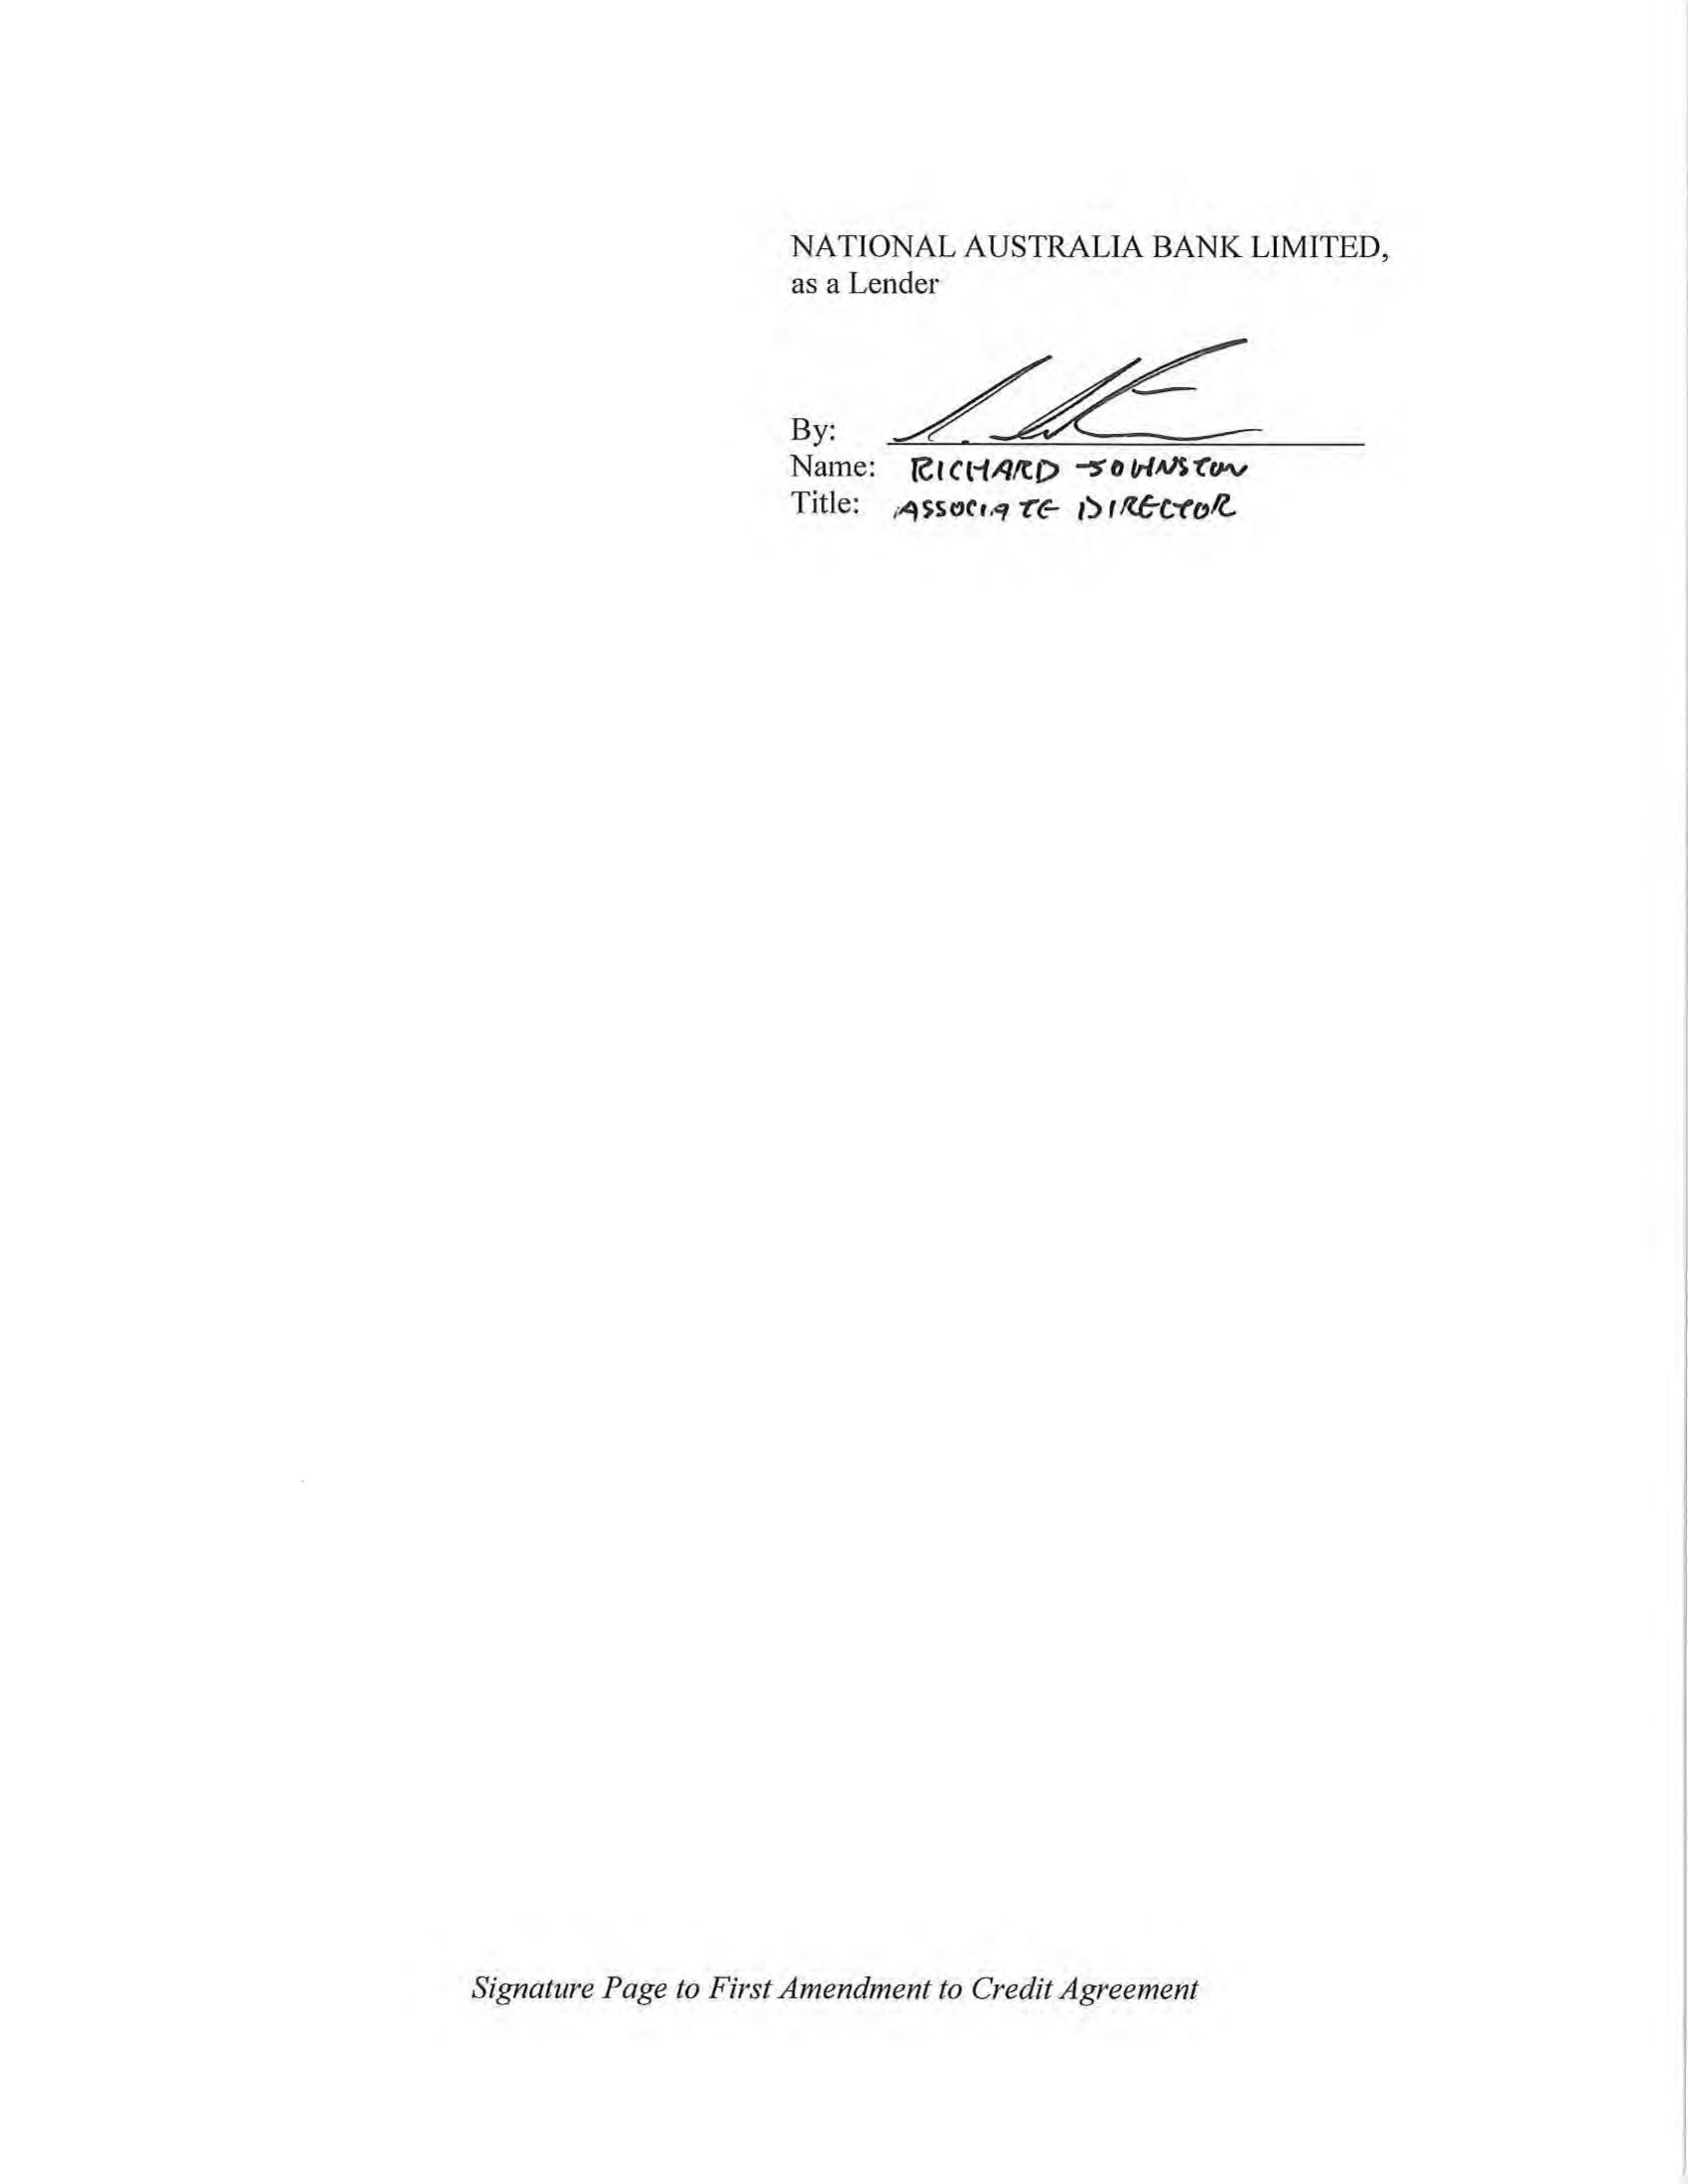 NATIONAL AUSTRALIA BANK LIMITED,
as a Lender
By:
Name: RICHARD JOHNSTON
Title: ASSOCIATE DIRECTOR
Signature Page to First Amendment to Credit Agreement